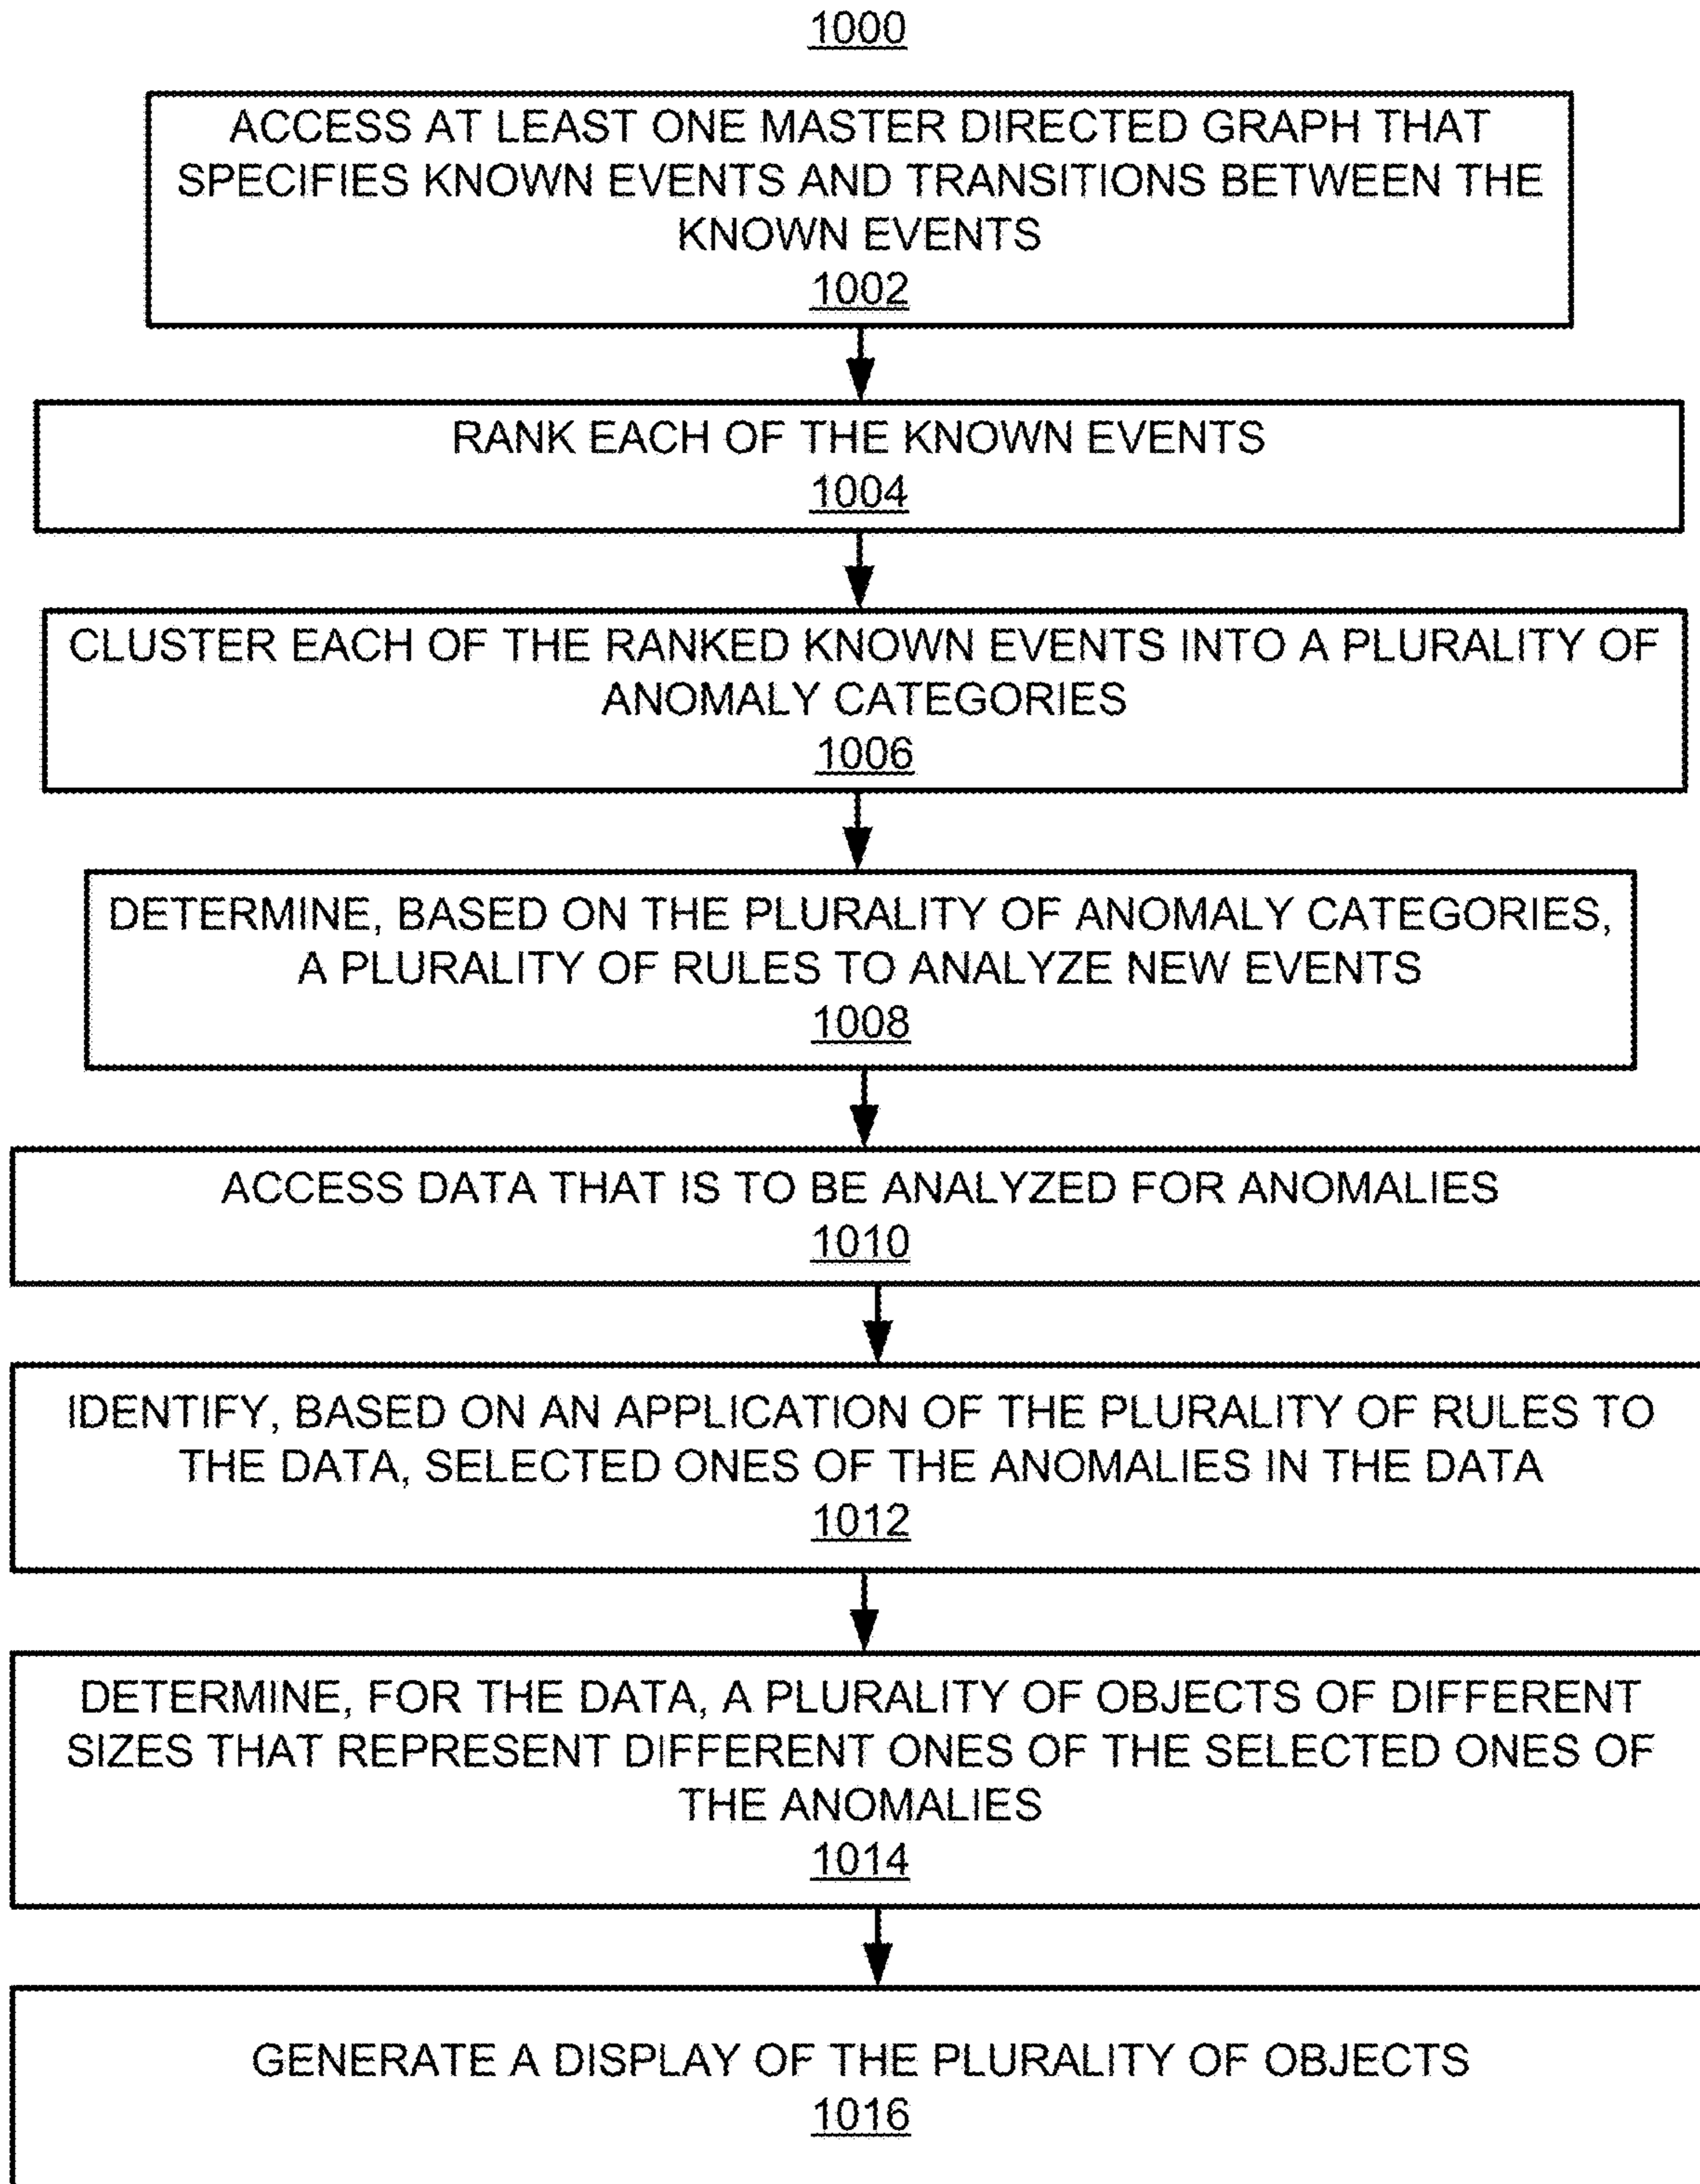 1000
ACCESS AT LEAST ONE MASTER DIRECTED GRAPH THAT
SPECIFIES KNOWN EVENTS AND TRANSITIONS BETWEEN THE
KNOWN EVENTS
1002
RANK EACH OF THE KNOWN EVENTS
1004
CLUSTER EACH OF THE RANKED KNOWN EVENTS INTO A PLURALITY OF
ANOMALY CATEGORIES
1006
DETERMINE, BASED ON THE PLURALITY OF ANOMALY CATEGORIES,
A PLURALITY OF RULES TO ANALYZE NEW EVENTS
1008
ACCESS DATA THAT IS TO BE ANALYZED FOR ANOMALIES
1010
IDENTIFY, BASED ON AN APPLICATION OF THE PLURALITY OF RULES TO
THE DATA, SELECTED ONES OF THE ANOMALIES IN THE DATA
1012
DETERMINE, FOR THE DATA, A PLURALITY OF OBJECTS OF DIFFERENT
SIZES THAT REPRESENT DIFFERENT ONES OF THE SELECTED ONES OF
THE ANOMALIES
1014
GENERATE A DISPLAY OF THE PLURALITY OF OBJECTS
1016